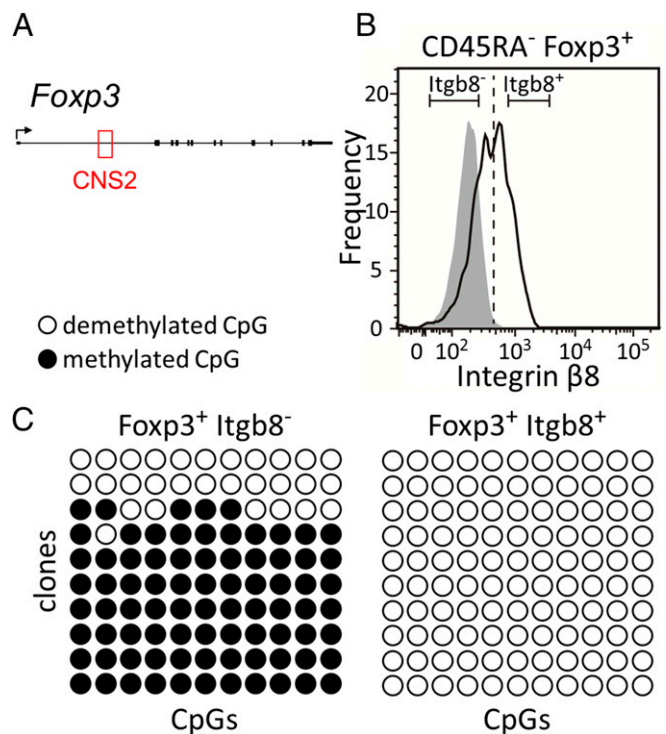 A
Foxp3
CNS2
demethylated CpG
methylated CpG
B
CD45RA⁻ Foxp3⁺
Itgb8⁻ Itgb8⁺
20
15
10
5
0
Frequency
0 10² 10³ 10⁴ 10⁵
Integrin β8
C
Foxp3⁺ Itgb8⁻
clones
CpGs
Foxp3⁺ Itgb8⁺
CpGs